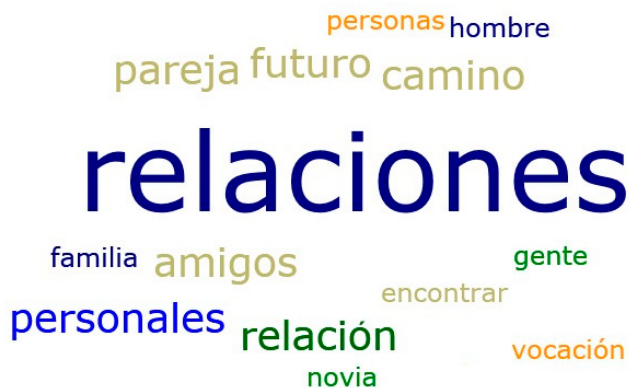 personas hombre
pareja futuro camino
relaciones
familia amigos gente
encontrar
personales relación
vocación
novia